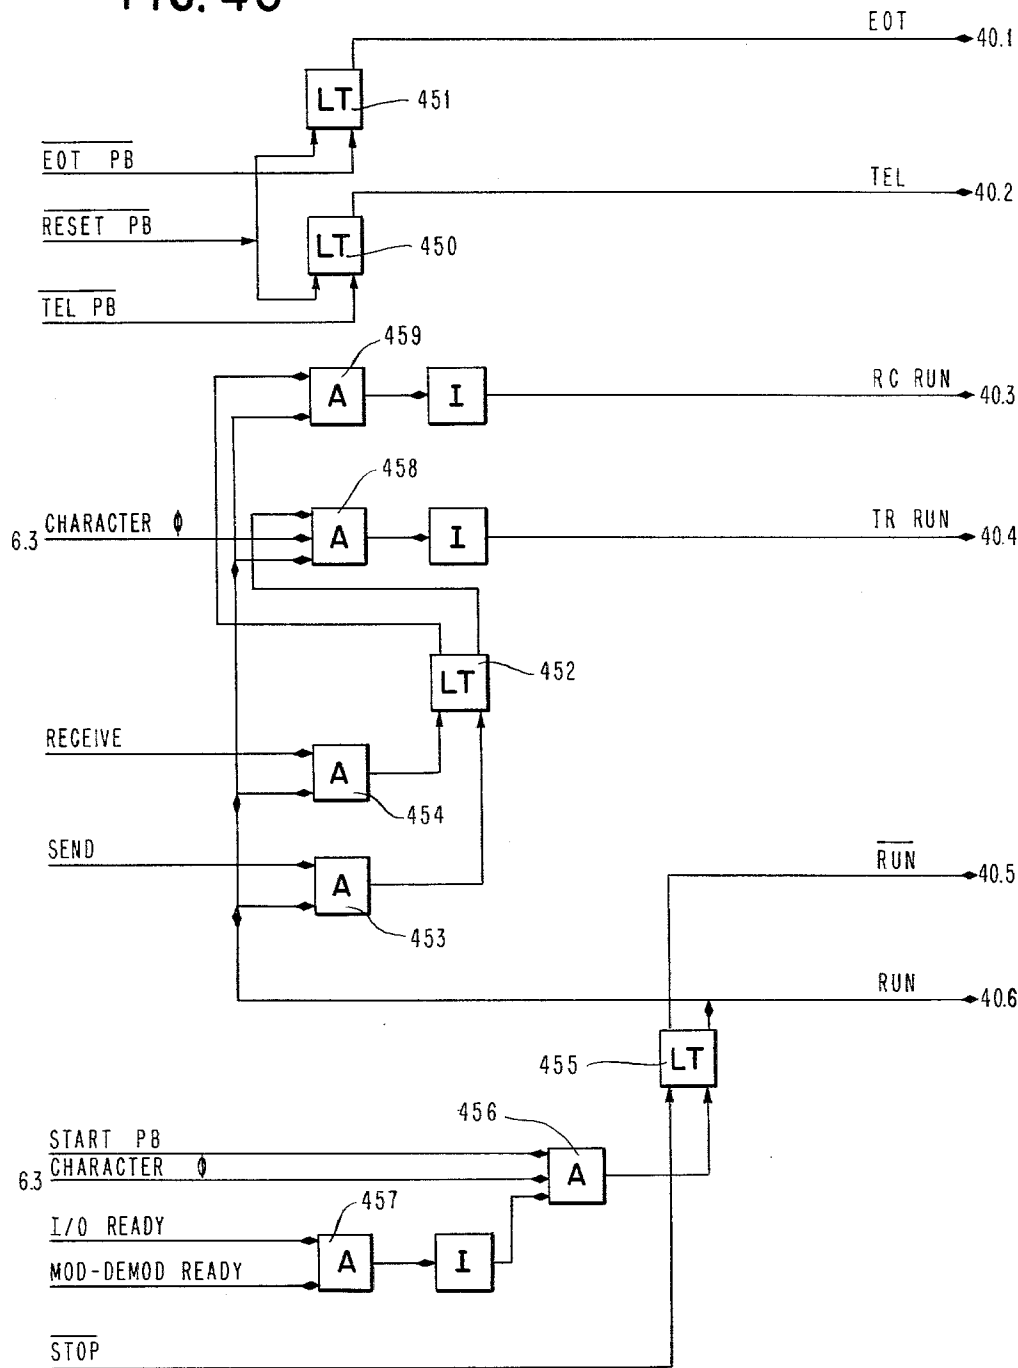 FIG. 40
EOT
40.1
LT
451
EOT PB
TEL
40.2
RESET PB
LT
450
TEL PB
459
A
I
RC RUN
40.3
458
6.3 CHARACTER ϕ
A
I
TR RUN
40.4
LT
452
RECEIVE
A
454
SEND
A
453
RUN
40.5
RUN
40.6
455
LT
456
START PB
6.3 CHARACTER ϕ
A
457
I/O READY
A
I
MOD-DEMOD READY
STOP